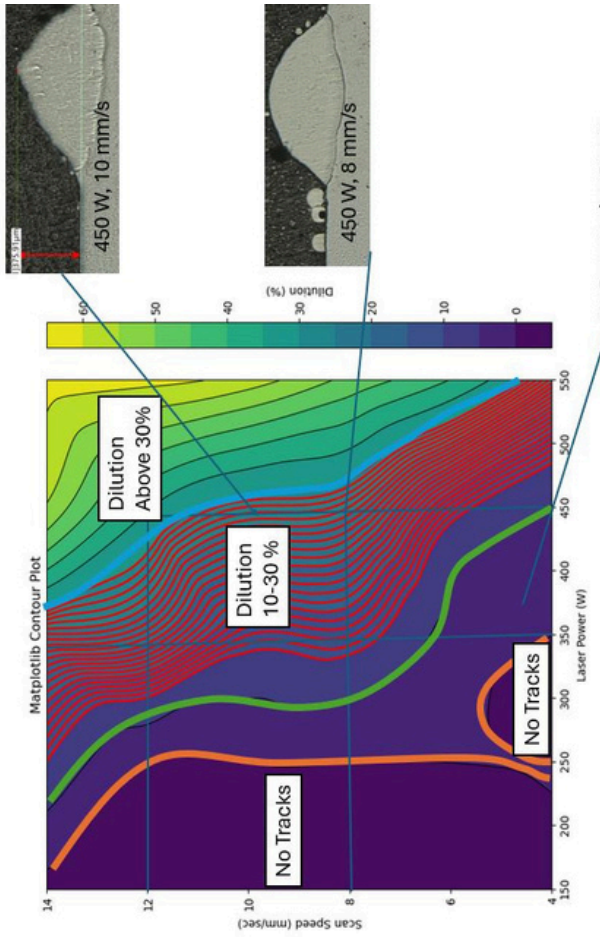 Matplotlib Contour Plot
Scan Speed (mm/sec)
14
12
10
8
6
4
Laser Power (W)
150
200
250
300
350
400
450
500
550
Dilution (%)
60
50
40
30
20
10
0
No Tracks
No Tracks
Dilution
10-30 %
Dilution
Above 30%
450 W, 10 mm/s
450 W, 8 mm/s